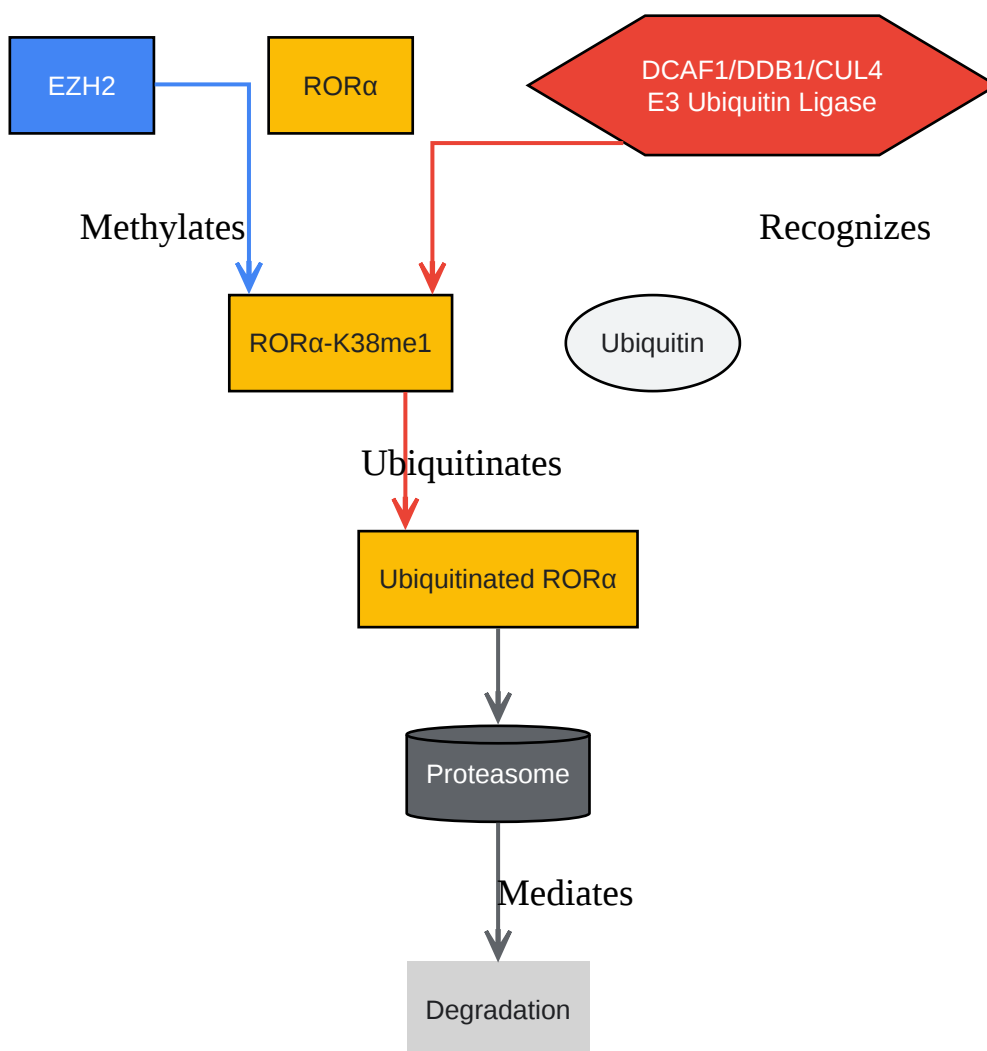 EZH2
RORα
DCAF1/DDB1/CUL4
E3 Ubiquitin Ligase
Methylates
Recognizes
RORα-K38me1
Ubiquitin
Ubiquitinates
Ubiquitinated RORα
Proteasome
Mediates
Degradation